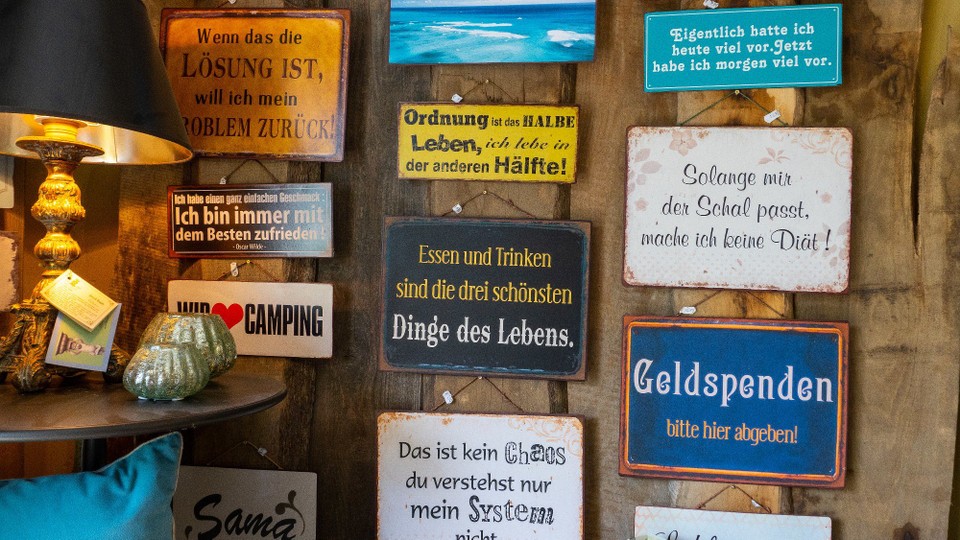 Wenn das die
LÖSUNG IST,
will ich mein
PROBLEM ZURÜCK!
Ich habe einen ganz einfachen Geschmack:
Ich bin immer mit
dem Besten zufrieden!
- Oscar Wilde -
WIR ❤ CAMPING
Sama
Ordnung ist das HALBE
Leben, ich lebe in
der anderen Hälfte!
Essen und Trinken
sind die drei schönsten
Dinge des Lebens.
Das ist kein Chaos
du verstehst nur
mein System
nicht
Eigentlich hatte ich
heute viel vor.Jetzt
habe ich morgen viel vor.
Solange mir
der Schal passt,
mache ich keine Diät!
Geldspenden
bitte hier abgeben!